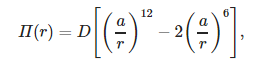 Π(r) = D[(a/r)^12 − 2(a/r)^6],